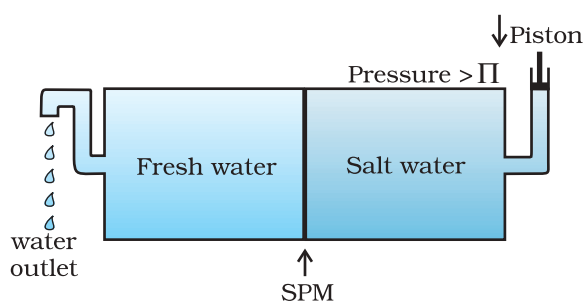 Piston
Pressure > Π
Fresh water
Salt water
water
outlet
SPM